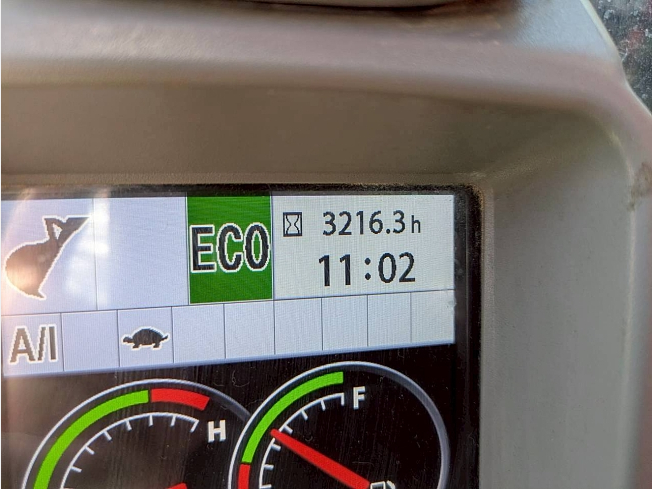 ECO
3216.3 h
11:02
A/I
H
F